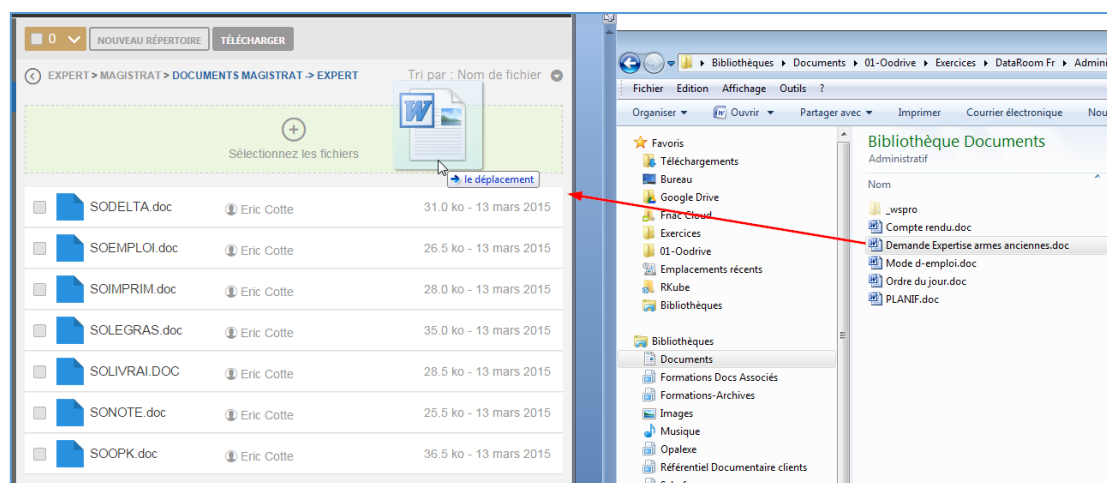 0
NOUVEAU RÉPERTOIRE
TÉLÉCHARGER
EXPERT > MAGISTRAT > DOCUMENTS MAGISTRAT -> EXPERT
Tri par : Nom de fichier
Sélectionnez les fichiers
W
le déplacement
SODELTA.doc Eric Cotte 31.0 ko - 13 mars 2015
SOEMPLOI.doc Eric Cotte 26.5 ko - 13 mars 2015
SOIMPRIM.doc Eric Cotte 28.0 ko - 13 mars 2015
SOLEGRAS.doc Eric Cotte 35.0 ko - 13 mars 2015
SOLIVRAI.DOC Eric Cotte 28.5 ko - 13 mars 2015
SONOTE.doc Eric Cotte 25.5 ko - 13 mars 2015
SOOPK.doc Eric Cotte 36.5 ko - 13 mars 2015
Bibliothèques Documents 01-Oodrive Exercices DataRoom Fr Admini
Fichier Edition Affichage Outils ?
Organiser Ouvrir Partager avec Imprimer Courrier électronique Nou
Favoris
Téléchargements
Bureau
Google Drive
Fnac Cloud
Exercices
01-Oodrive
Emplacements récents
RKube
Bibliothèques
Bibliothèques
Documents
Formations Docs Associés
Formations-Archives
Images
Musique
Opalexe
Référentiel Documentaire clients
Bibliothèque Documents
Administratif
Nom
_wspro
Compte rendu.doc
Demande Expertise armes anciennes.doc
Mode d-emploi.doc
Ordre du jour.doc
PLANIF.doc